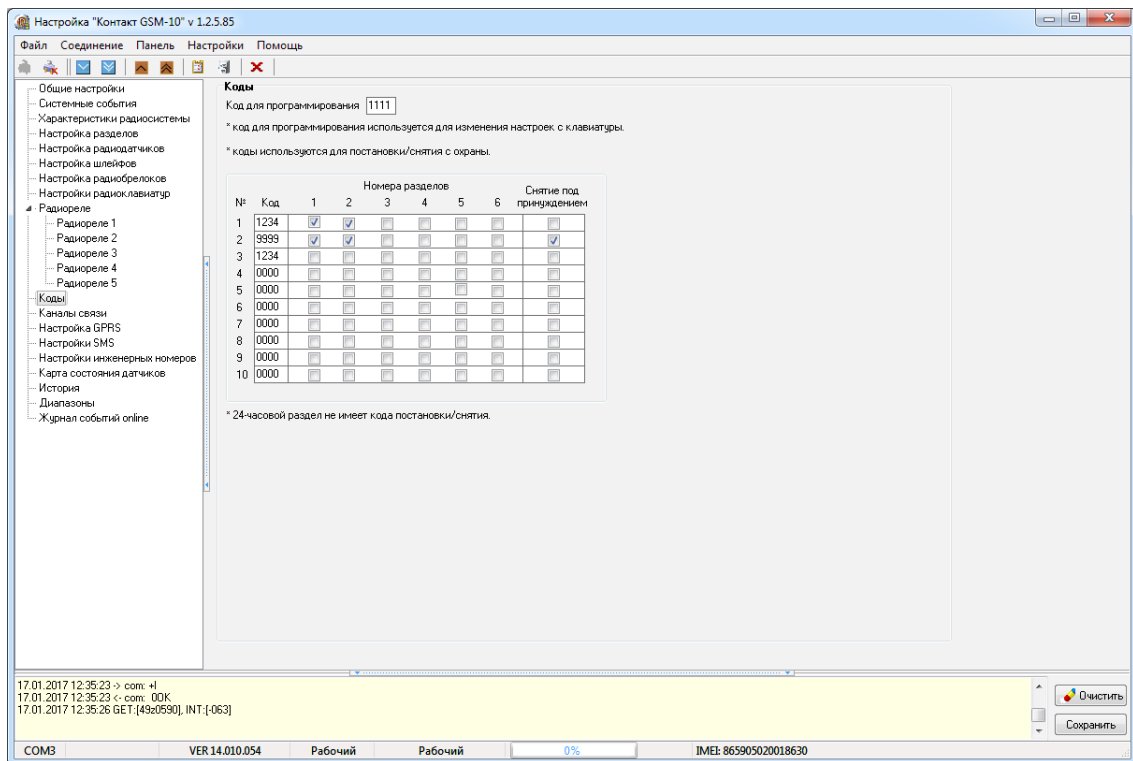 Настройка "Контакт GSM-10" v 1.2.5.85
Файл Соединение Панель Настройки Помощь
Общие настройки
Системные события
Характеристики радиосистемы
Настройка разделов
Настройка радиодатчиков
Настройка шлейфов
Настройка радиобрелоков
Настройки радиоклавиатур
Радиореле
Радиореле 1
Радиореле 2
Радиореле 3
Радиореле 4
Радиореле 5
Коды
Каналы связи
Настройка GPRS
Настройки SMS
Настройки инженерных номеров
Карта состояния датчиков
История
Диапазоны
Журнал событий online
Коды
Код для программирования 1111
* код для программирования используется для изменения настроек с клавиатуры.
* коды используются для постановки/снятия с охраны.
Номера разделов
Снятие под
принуждением
№ Код 1 2 3 4 5 6
1 1234
2 9999
3 1234
4 0000
5 0000
6 0000
7 0000
8 0000
9 0000
10 0000
* 24-часовой раздел не имеет кода постановки/снятия.
17.01.2017 12:35:23 -> com: +I
17.01.2017 12:35:23 <- com: 0OK
17.01.2017 12:35:26 GET:[49z0590], INT:[-063]
Очистить
Сохранить
COM3 VER 14.010.054 Рабочий Рабочий 0% IMEI: 865905020018630